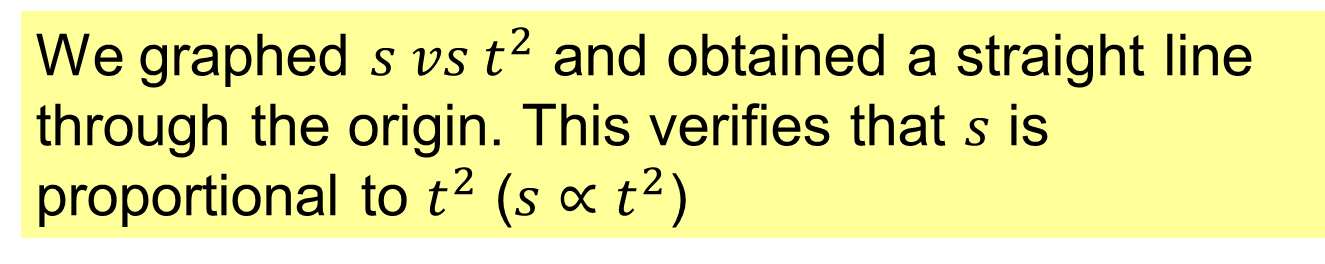 We graphed s vs t² and obtained a straight line
through the origin. This verifies that s is
proportional to t² (s ∝ t²)